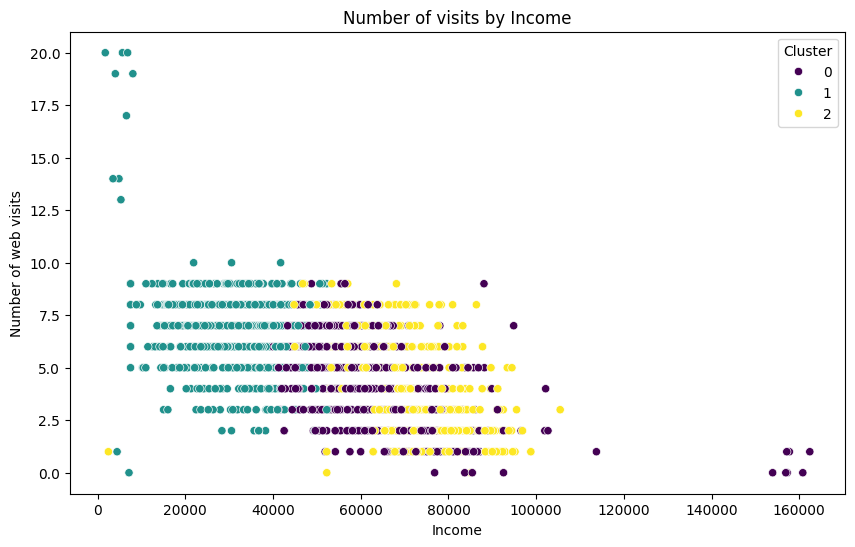 Number of visits by Income
Cluster
0
1
2
Number of web visits
20.0
17.5
15.0
12.5
10.0
7.5
5.0
2.5
0.0
0 20000 40000 60000 80000 100000 120000 140000 160000
Income